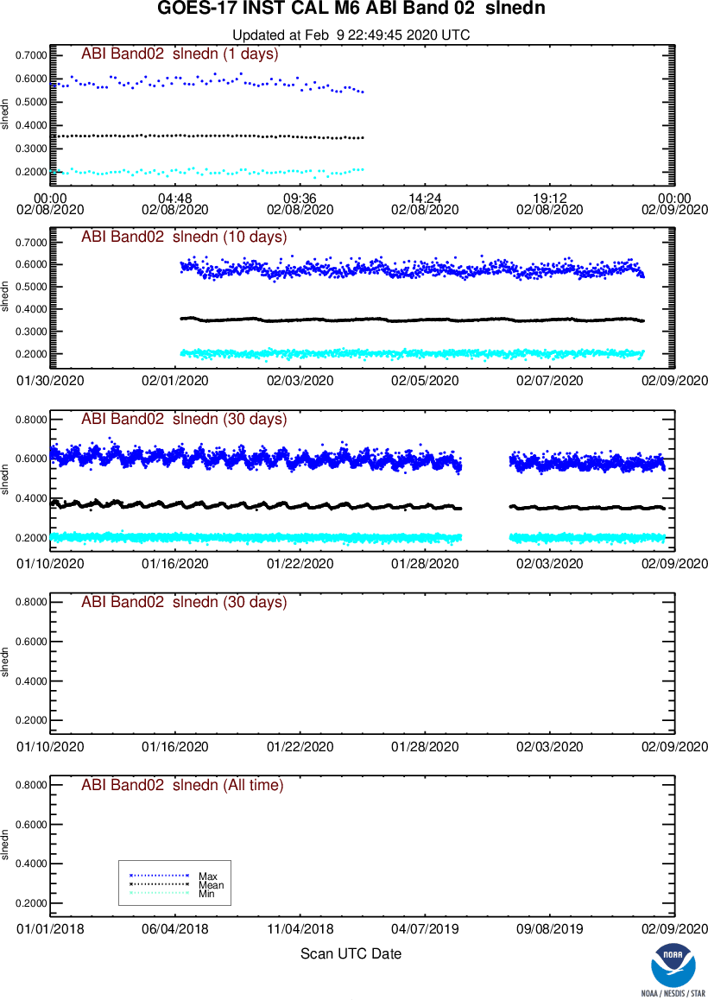 GOES-17 INST CAL M6 ABI Band 02  slnedn
Updated at Feb  9 22:49:45 2020 UTC
ABI Band02  slnedn (1 days)
slnedn
0.7000
0.6000
0.5000
0.4000
0.3000
0.2000
00:00 04:48 09:36 14:24 19:12 00:00
02/08/2020 02/08/2020 02/08/2020 02/08/2020 02/08/2020 02/09/2020
ABI Band02  slnedn (10 days)
slnedn
0.7000
0.6000
0.5000
0.4000
0.3000
0.2000
01/30/2020 02/01/2020 02/03/2020 02/05/2020 02/07/2020 02/09/2020
ABI Band02  slnedn (30 days)
slnedn
0.8000
0.6000
0.4000
0.2000
01/10/2020 01/16/2020 01/22/2020 01/28/2020 02/03/2020 02/09/2020
ABI Band02  slnedn (30 days)
slnedn
0.8000
0.6000
0.4000
0.2000
01/10/2020 01/16/2020 01/22/2020 01/28/2020 02/03/2020 02/09/2020
ABI Band02  slnedn (All time)
slnedn
0.8000
0.6000
0.4000
0.2000
Max
Mean
Min
01/01/2018 06/04/2018 11/04/2018 04/07/2019 09/08/2019 02/09/2020
Scan UTC Date
NOAA
NOAA / NESDIS / STAR